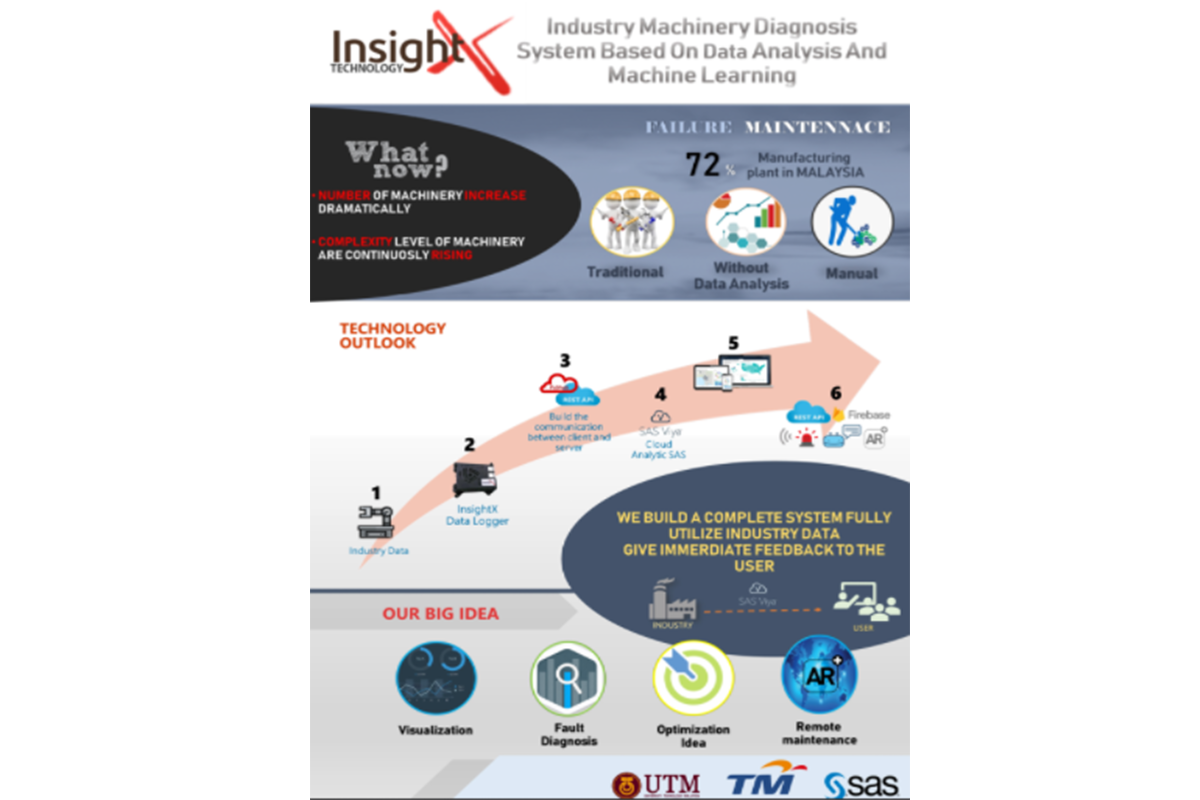 Insight X
TECHNOLOGY
Industry Machinery Diagnosis
System Based On Data Analysis And
Machine Learning
What
now?
• NUMBER OF MACHINERY INCREASE
DRAMATICALLY
• COMPLEXITY LEVEL OF MACHINERY
ARE CONTINUOSLY RISING
FAILURE MAINTENNACE
72 % Manufacturing
plant in MALAYSIA
Traditional
Without
Data Analysis
Manual
TECHNOLOGY
OUTLOOK
1
Industry Data
2
InsightX
Data Logger
3
REST API
Build the
communication
between client and
server
4
SAS Viya
Cloud
Analytic SAS
5
6
REST API
Firebase
AR
WE BUILD A COMPLETE SYSTEM FULLY
UTILIZE INDUSTRY DATA
GIVE IMMERDIATE FEEDBACK TO THE
USER
SAS Viya
INDUSTRY
USER
OUR BIG IDEA
AR
Visualization
Fault
Diagnosis
Optimization
Idea
Remote
maintenance
UTM
TM
sas